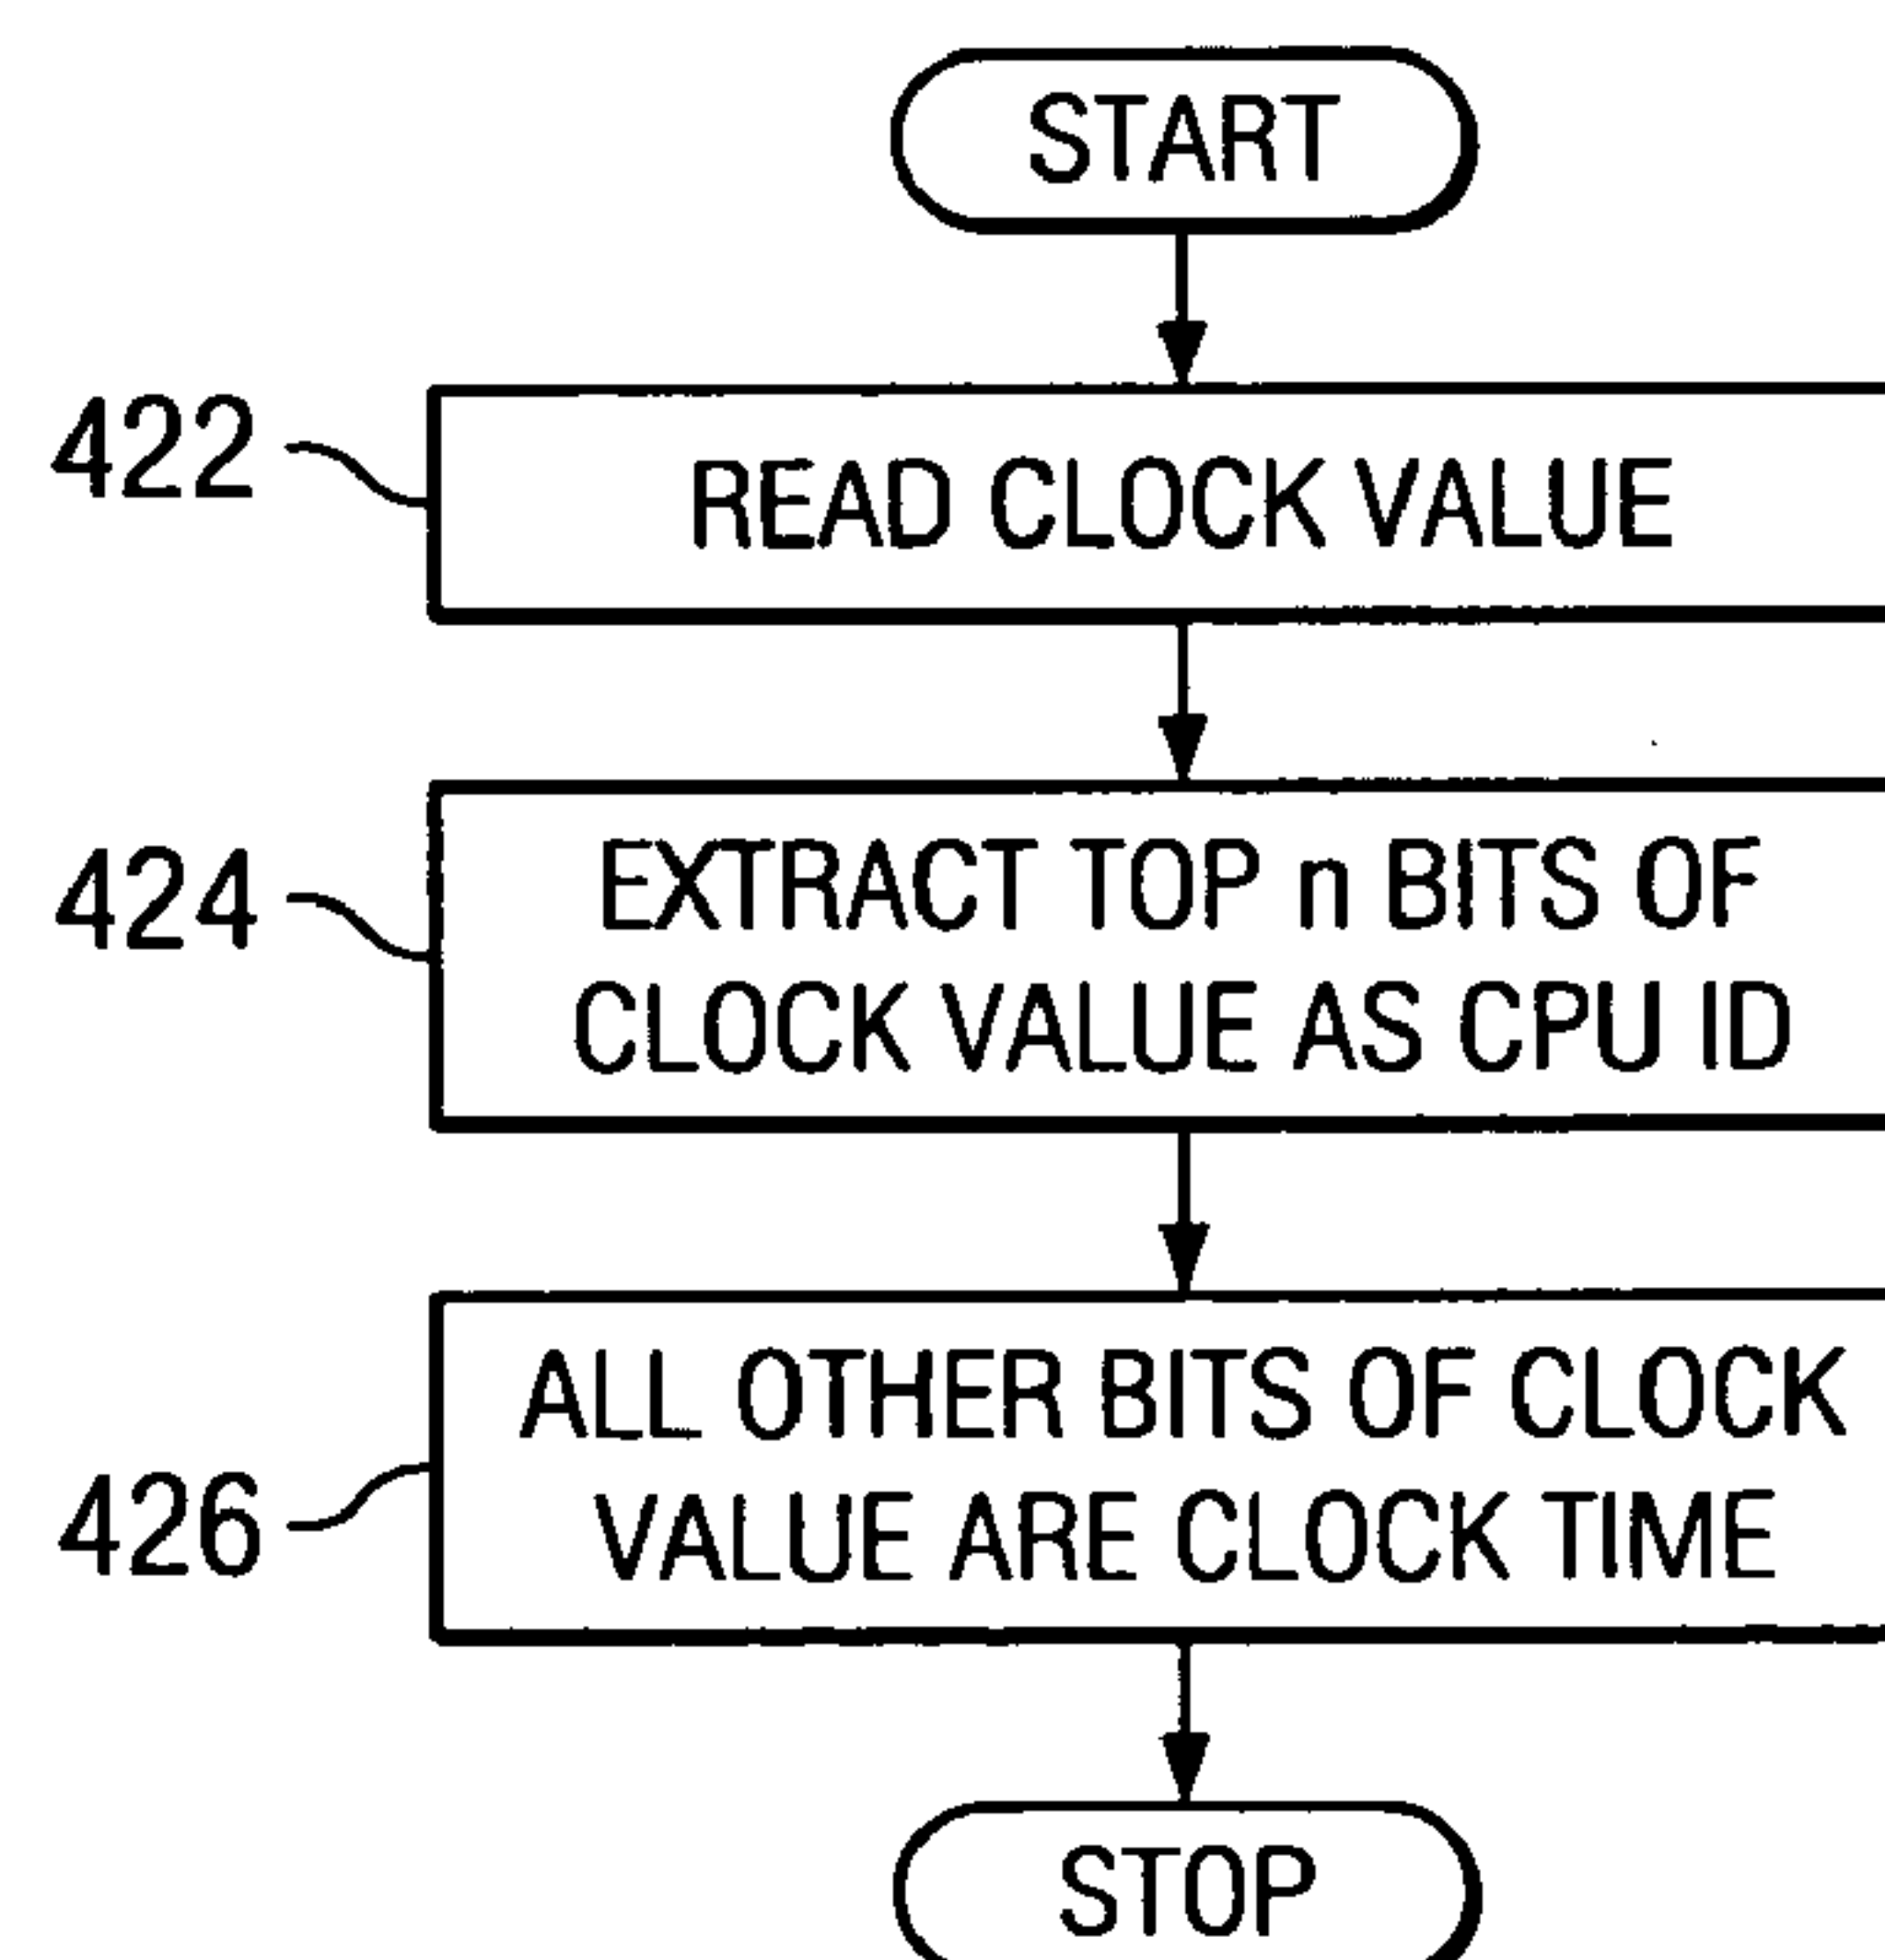 START
422
READ CLOCK VALUE
424
EXTRACT TOP n BITS OF
CLOCK VALUE AS CPU ID
ALL OTHER BITS OF CLOCK
426
VALUE ARE CLOCK TIME
STOP